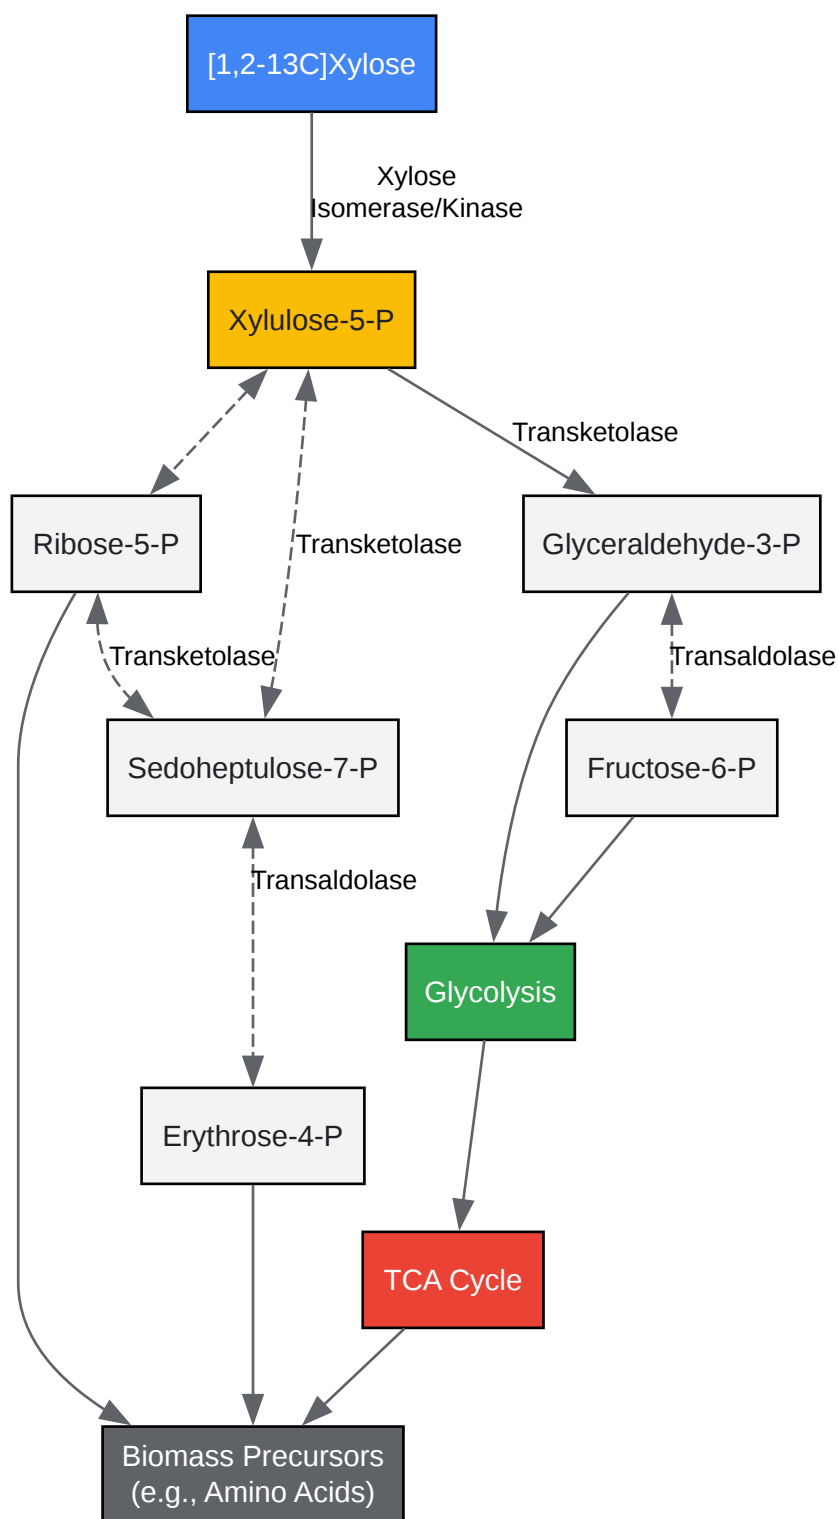 [1,2-13C]Xylose
Xylose
Isomerase/Kinase
Xylulose-5-P
Transketolase
Ribose-5-P
Transketolase
Glyceraldehyde-3-P
Transketolase
Transaldolase
Sedoheptulose-7-P
Fructose-6-P
Transaldolase
Glycolysis
Erythrose-4-P
TCA Cycle
Biomass Precursors
(e.g., Amino Acids)